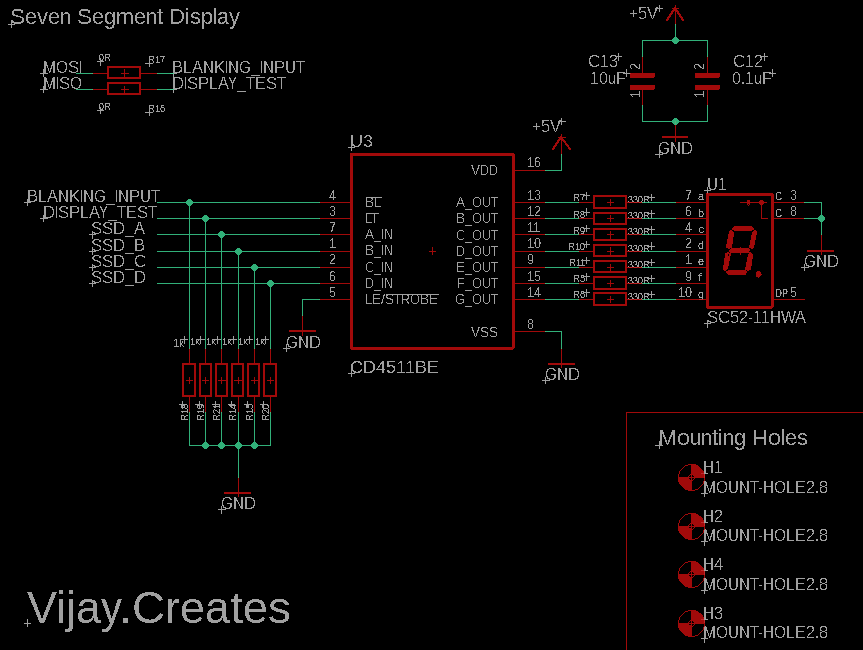 Seven Segment Display
+5V
0R R17
MOSI BLANKING_INPUT
MISO DISPLAY_TEST
0R R16
C13 2 2 C12
10uF 0.1uF
1 1
GND
U3
+5V
VDD 16
BLANKING_INPUT 4 BL A_OUT 13 R7 330R 7 a
DISPLAY_TEST 3 LT B_OUT 12 R8 330R 6 b
SSD_A 7 A_IN C_OUT 11 R9 330R 4 c
SSD_B 1 B_IN D_OUT 10 R10 330R 2 d
SSD_C 2 C_IN E_OUT 9 R11 330R 1 e
SSD_D 6 D_IN F_OUT 15 R5 330R 9 f
5 LE/STROBE G_OUT 14 R6 330R 10 g
U1
C 3
C 8
GND
DP 5
SC52-11HWA
VSS 8
GND
CD4511BE
GND
1K 1K 1K 1K 1K 1K
R18 R19 R21 R14 R15 R20
GND
Mounting Holes
H1
MOUNT-HOLE2.8
H2
MOUNT-HOLE2.8
H4
MOUNT-HOLE2.8
H3
MOUNT-HOLE2.8
Vijay.Creates